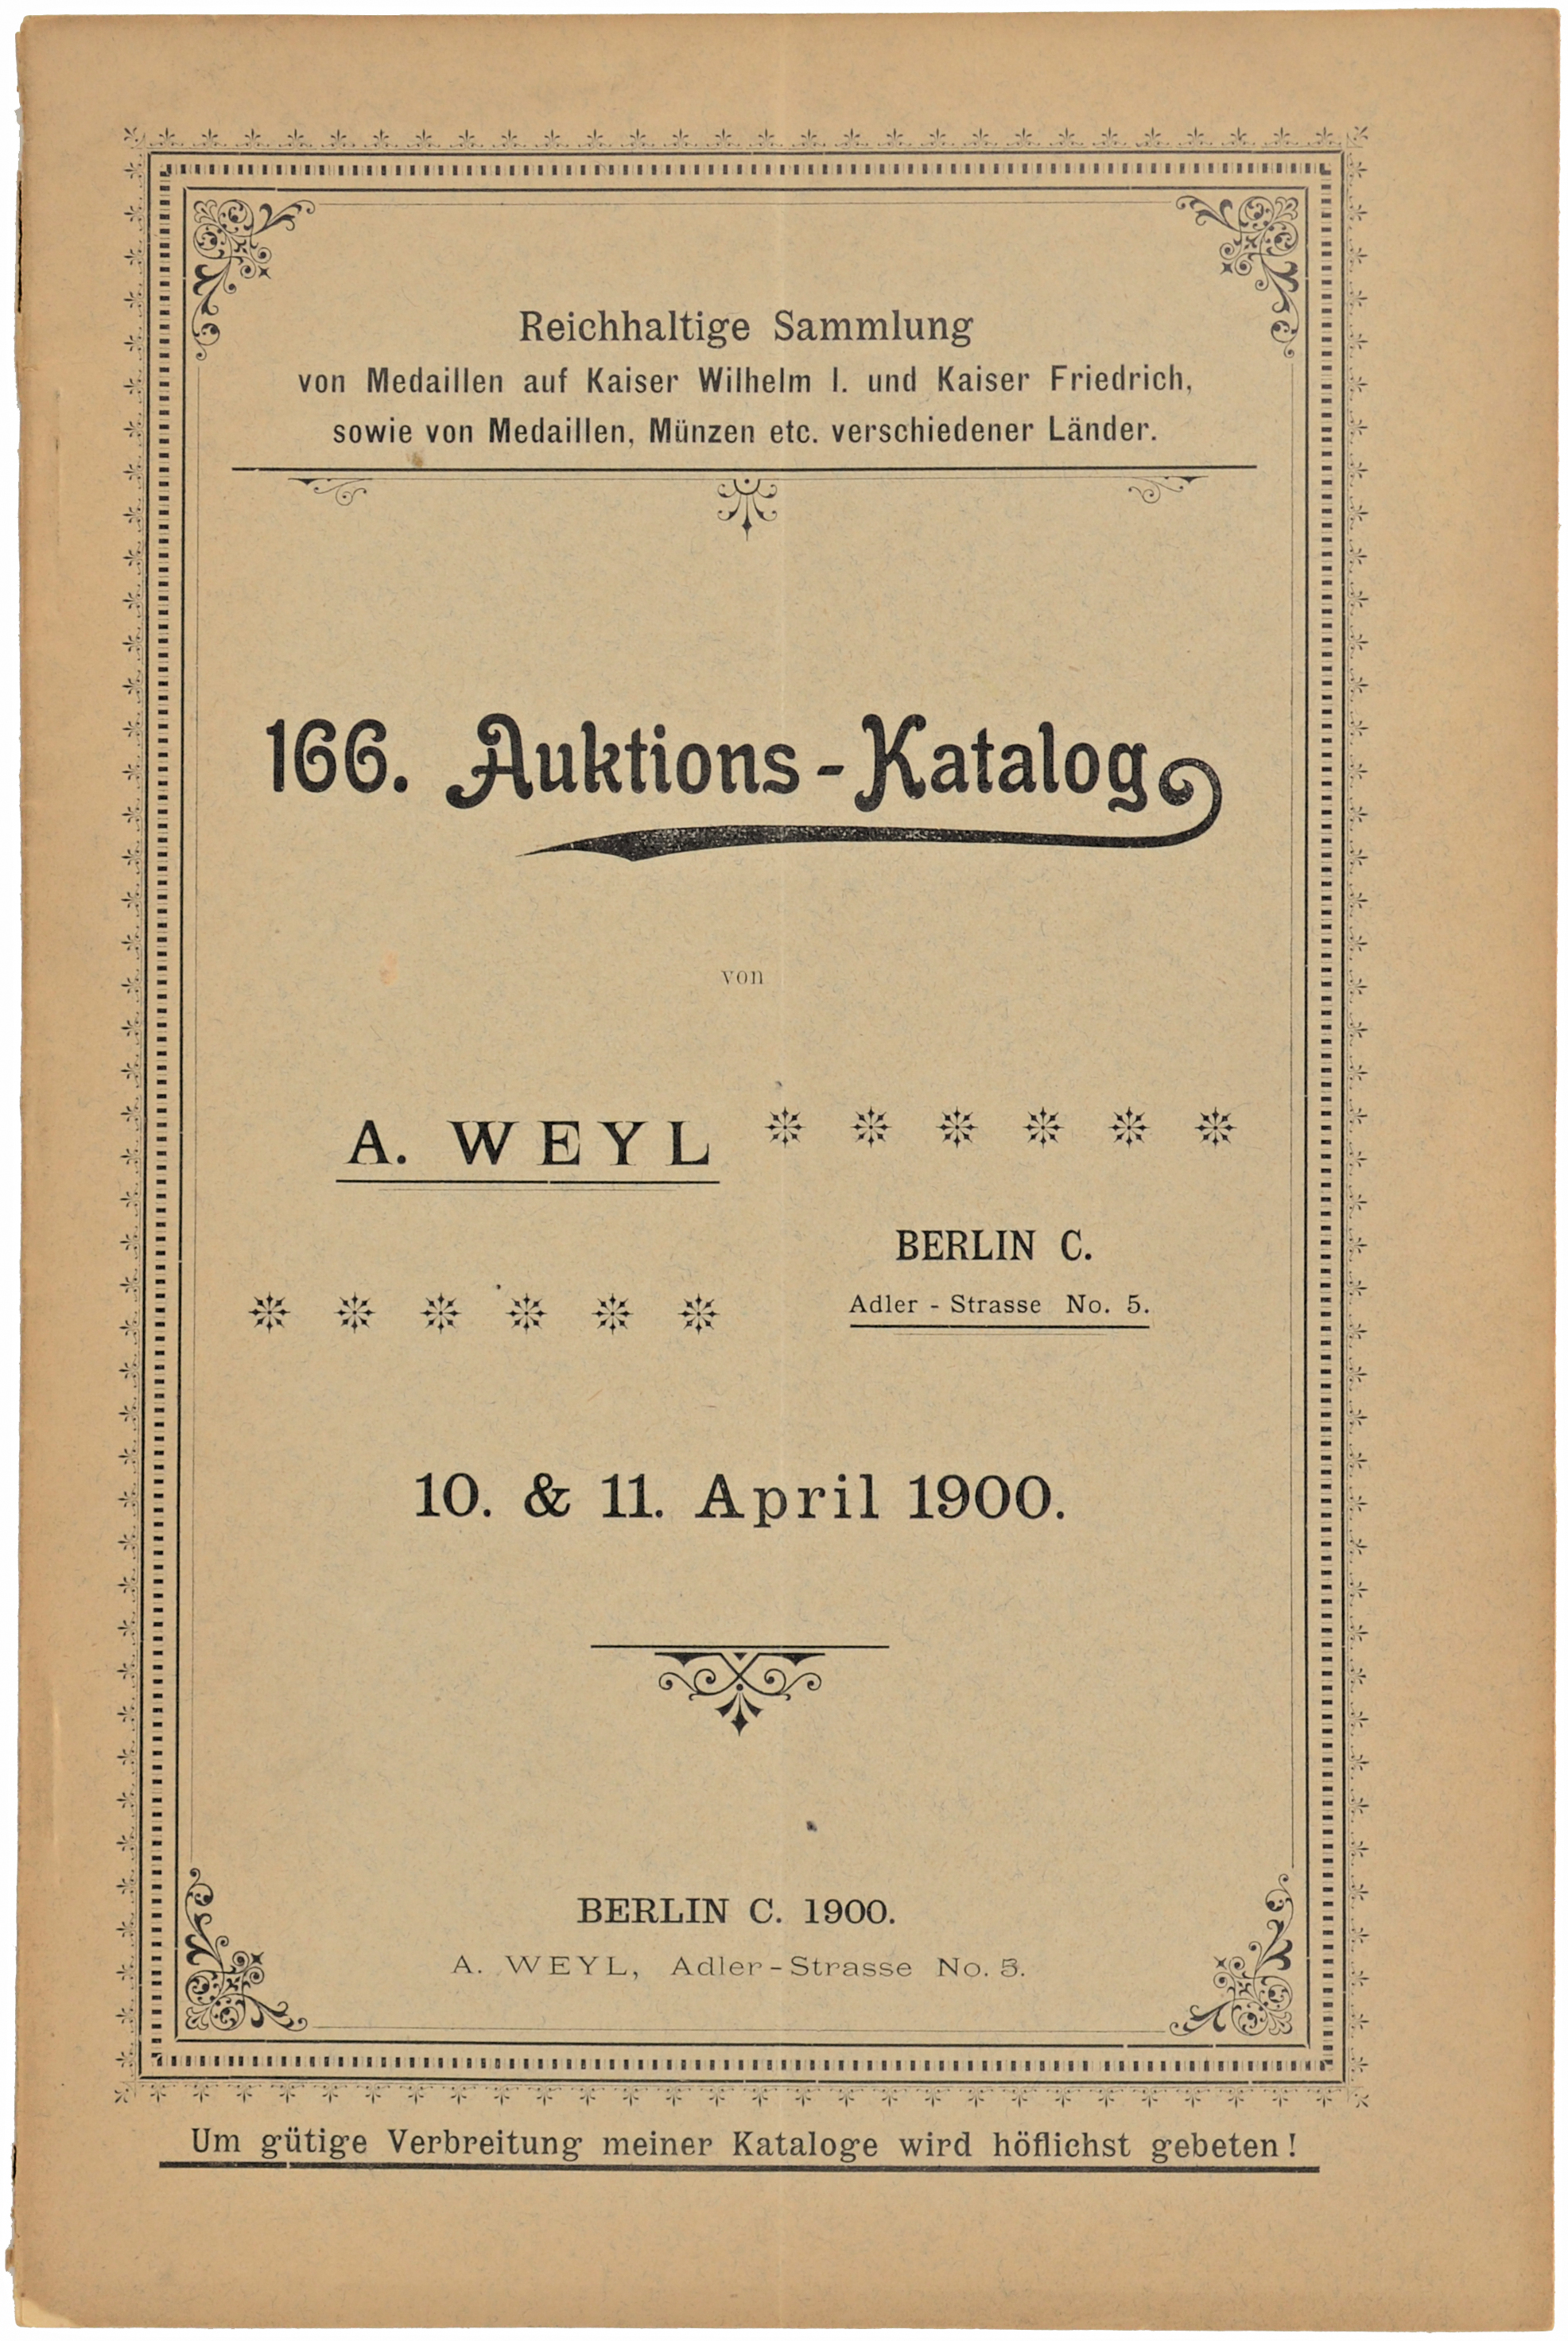 Reichhaltige Sammlung
von Medaillen auf Kaiser Wilhelm I. und Kaiser Friedrich,
sowie von Medaillen, Münzen etc. verschiedener Länder.
166. Auktions-Katalog
von
A. WEYL
BERLIN C.
Adler - Strasse No. 5.
10. & 11. April 1900.
BERLIN C. 1900.
A. WEYL, Adler-Strasse No. 5.
Um gütige Verbreitung meiner Kataloge wird höflichst gebeten!